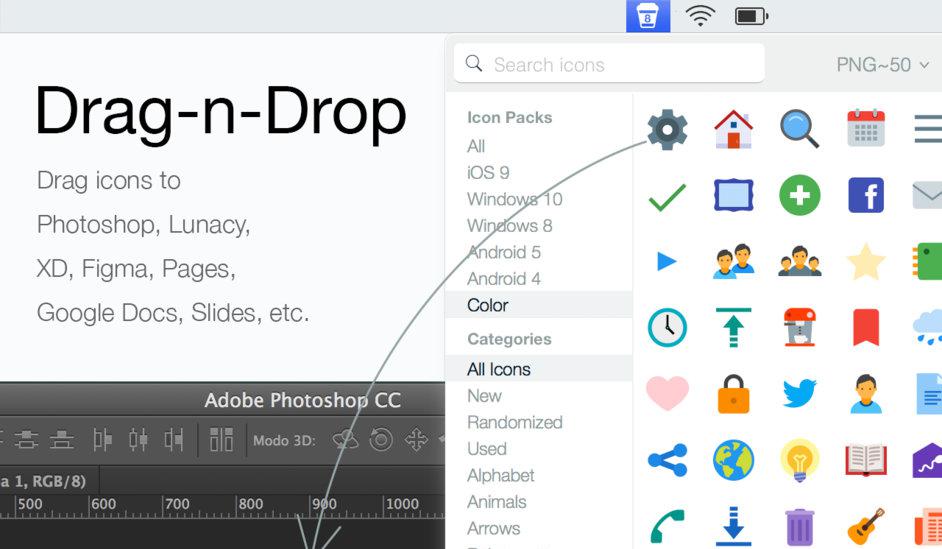 8
Search icons
PNG~50
Drag-n-Drop
Drag icons to
Photoshop, Lunacy,
XD, Figma, Pages,
Google Docs, Slides, etc.
Icon Packs
All
iOS 9
Windows 10
Windows 8
Android 5
Android 4
Color
Categories
All Icons
New
Randomized
Used
Alphabet
Animals
Arrows
Adobe Photoshop CC
Modo 3D:
a 1, RGB/8)
500 600 700 800 900 1000